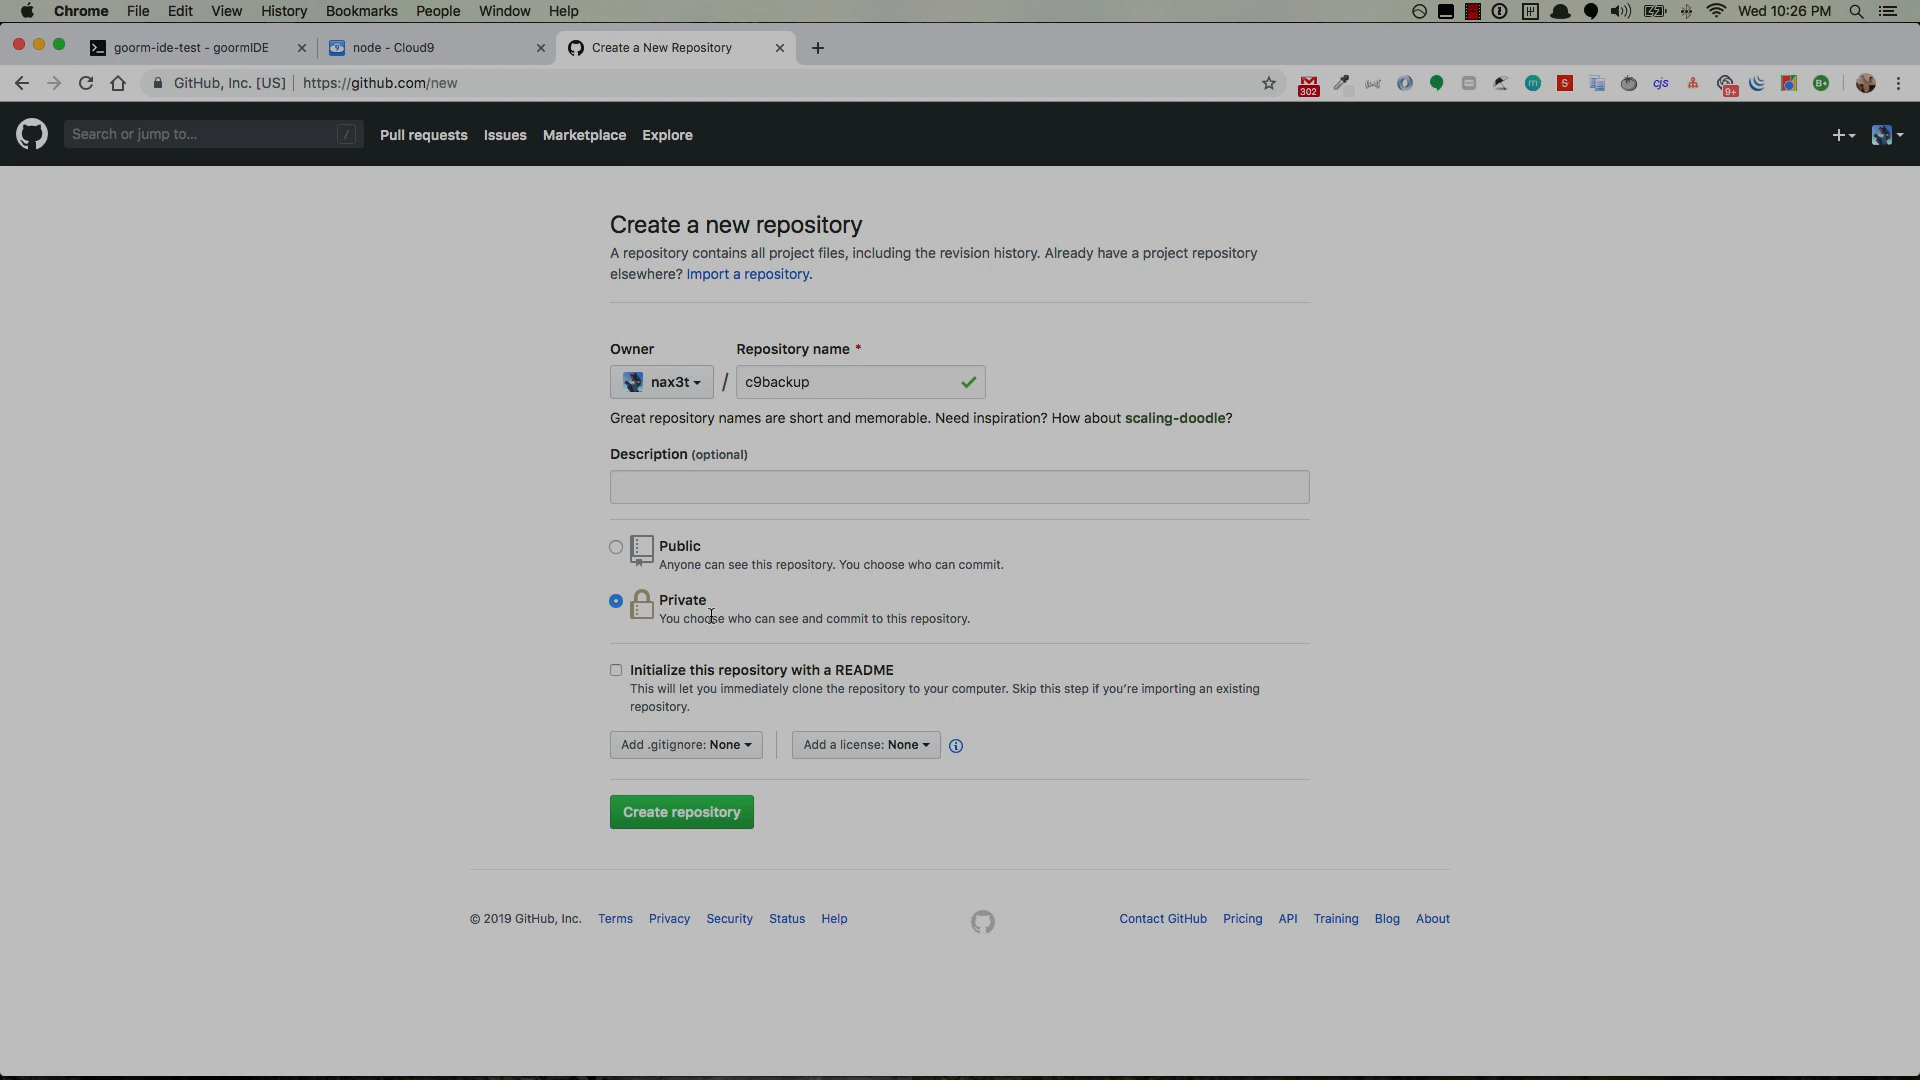 Chrome File Edit View History Bookmarks People Window Help Wed 10:26 PM
goorm-ide-test - goormIDE node - Cloud9 Create a New Repository
GitHub, Inc. [US] https://github.com/new 302 S cjs 9+ B+
Search or jump to... / Pull requests Issues Marketplace Explore
Create a new repository
A repository contains all project files, including the revision history. Already have a project repository
elsewhere? Import a repository.
Owner Repository name *
nax3t / c9backup
Great repository names are short and memorable. Need inspiration? How about scaling-doodle?
Description (optional)
Public
Anyone can see this repository. You choose who can commit.
Private
You choose who can see and commit to this repository.
Initialize this repository with a README
This will let you immediately clone the repository to your computer. Skip this step if you’re importing an existing
repository.
Add .gitignore: None Add a license: None
Create repository
© 2019 GitHub, Inc. Terms Privacy Security Status Help Contact GitHub Pricing API Training Blog About